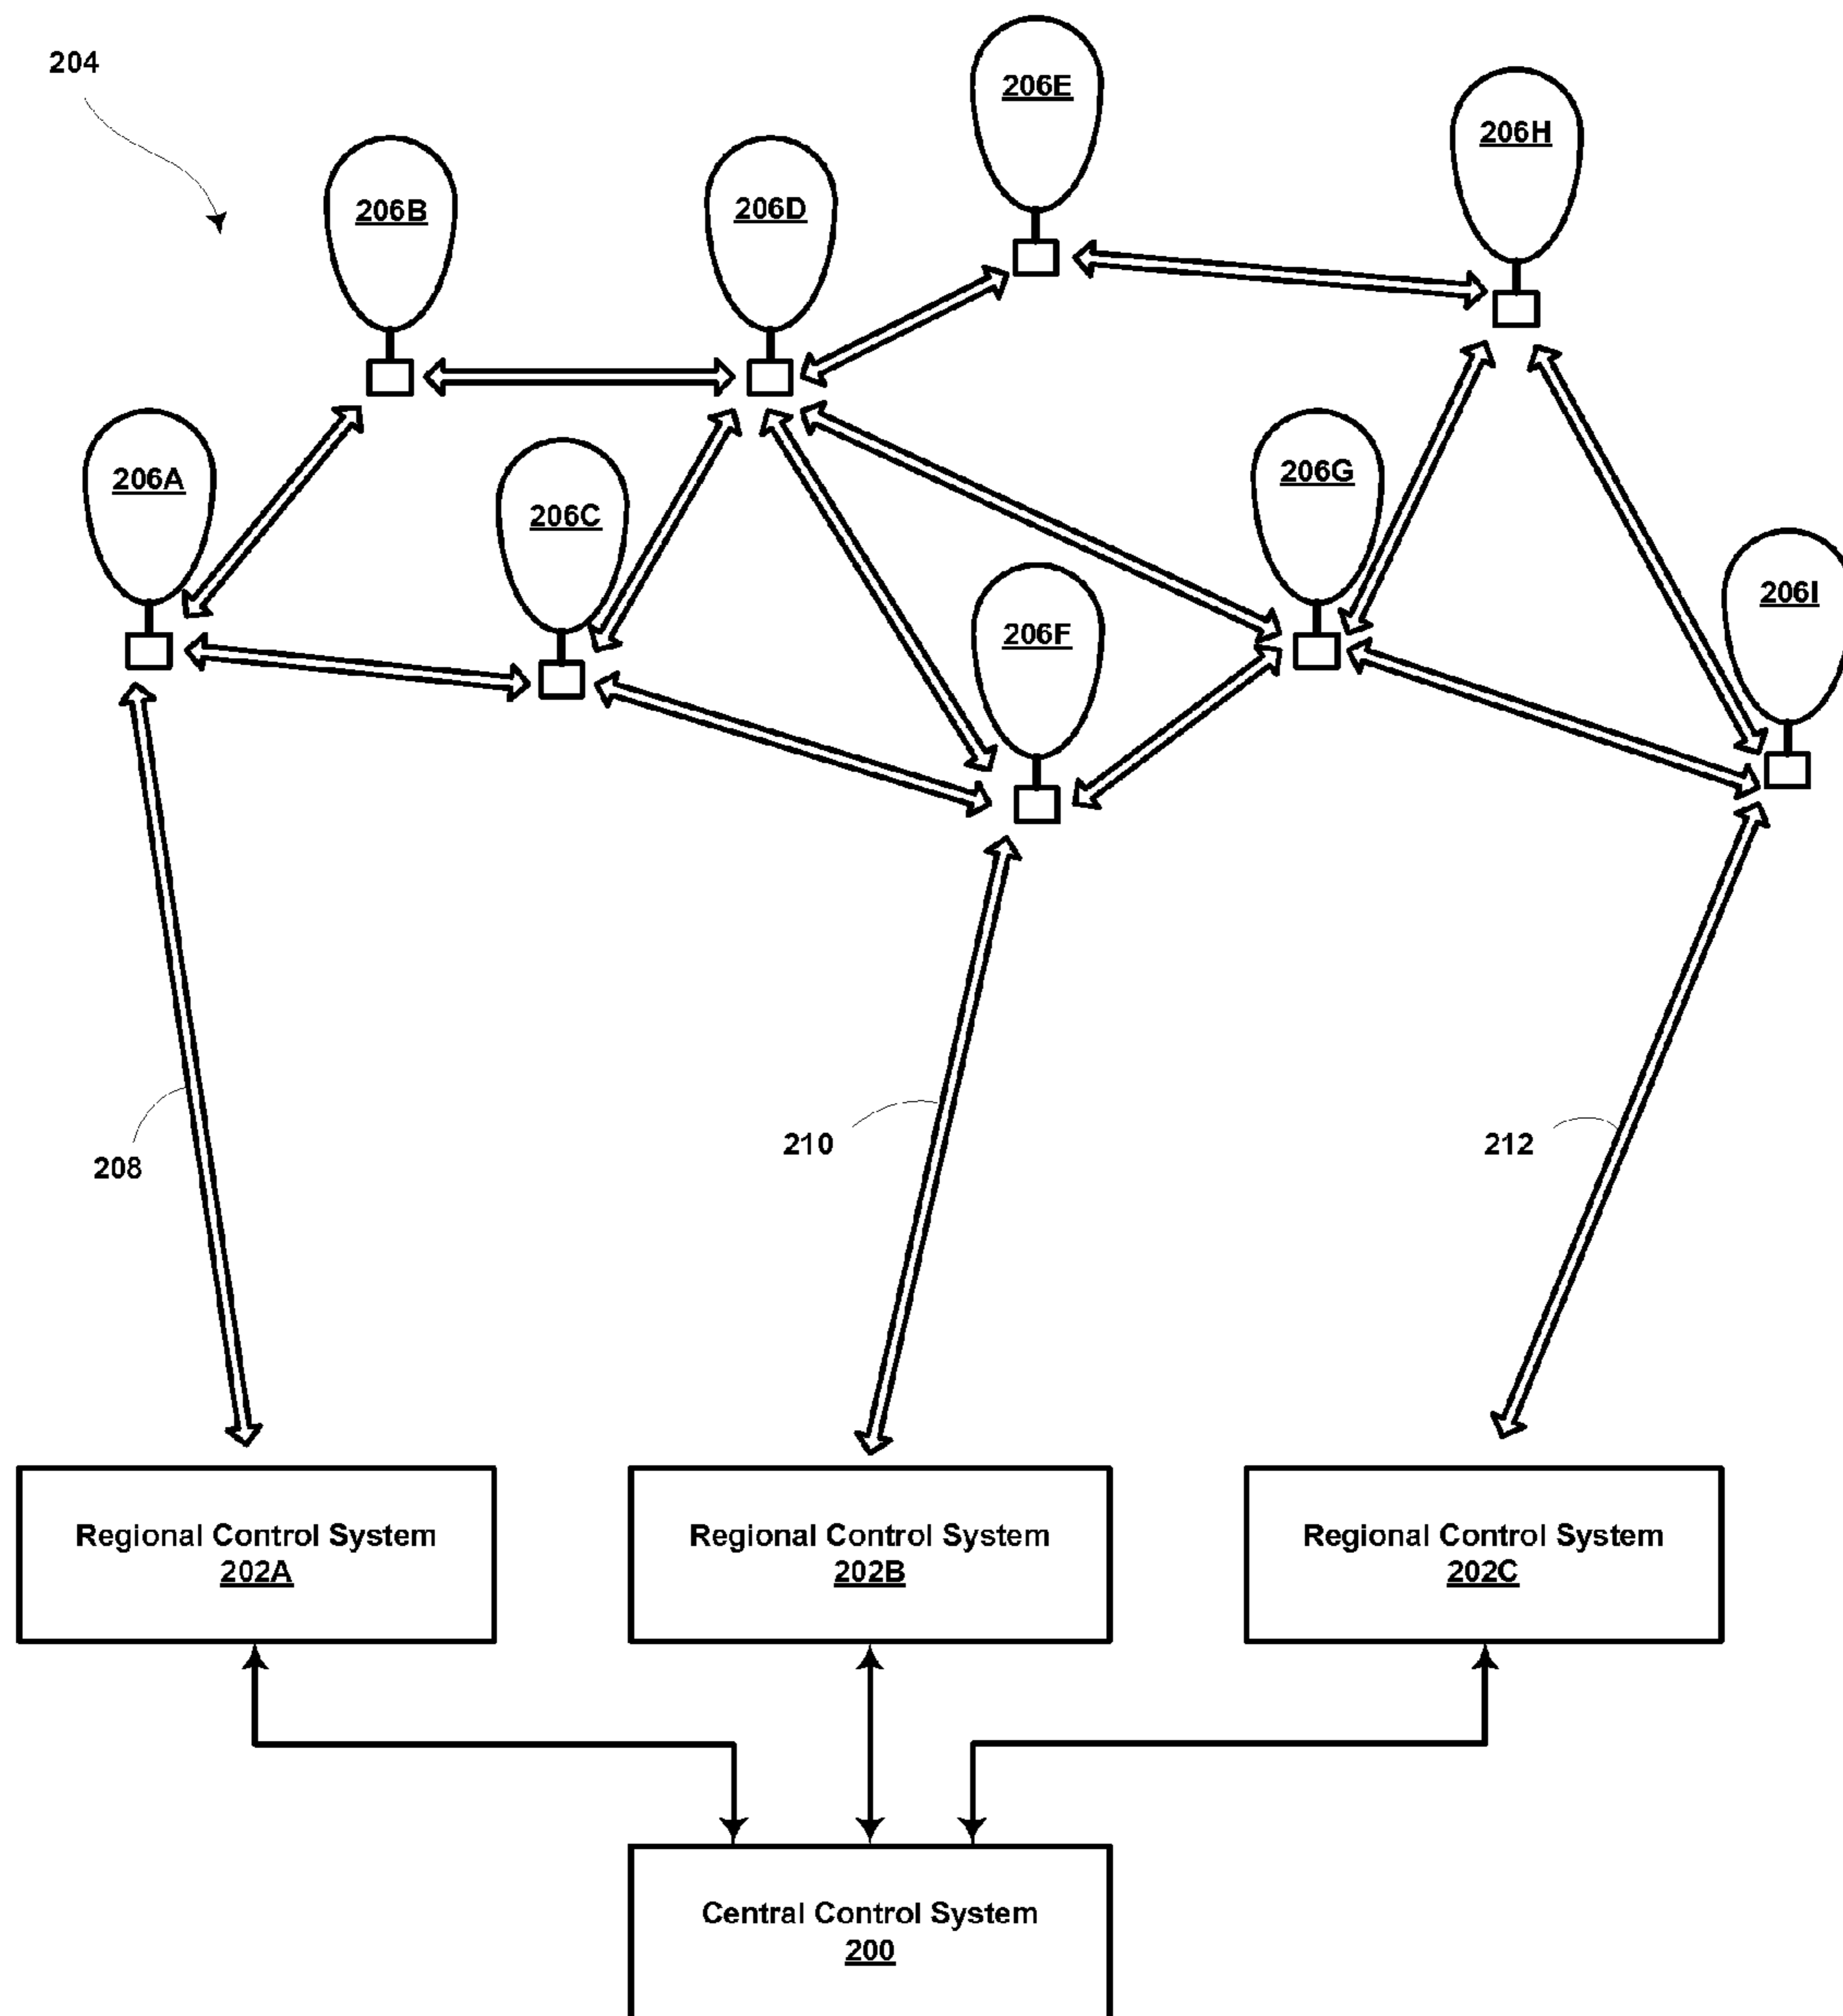 204
206E
206H
206B
206D
206A
206C
206G
206I
206F
208
210
212
Regional Control System
202A
Regional Control System
202B
Regional Control System
202C
Central Control System
200